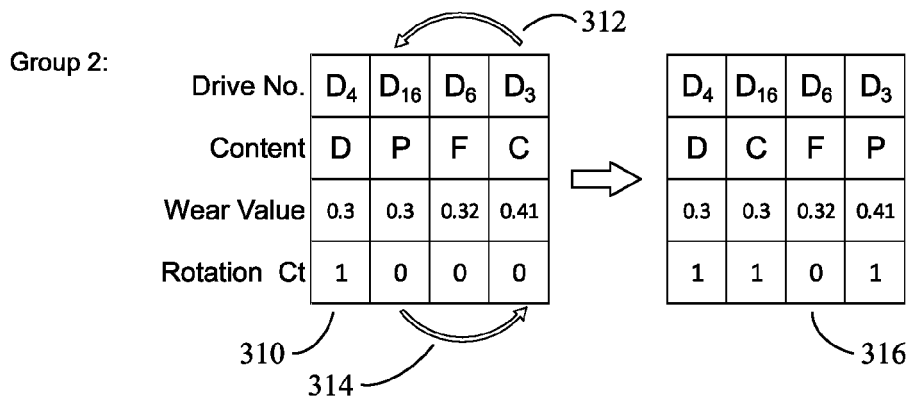 312
Group 2:
Drive No. D₄ D₁₆ D₆ D₃ D₄ D₁₆ D₆ D₃
Content D P F C D C F P
Wear Value 0.3 0.3 0.32 0.41 0.3 0.3 0.32 0.41
Rotation Ct 1 0 0 0 1 1 0 1
310 314 316